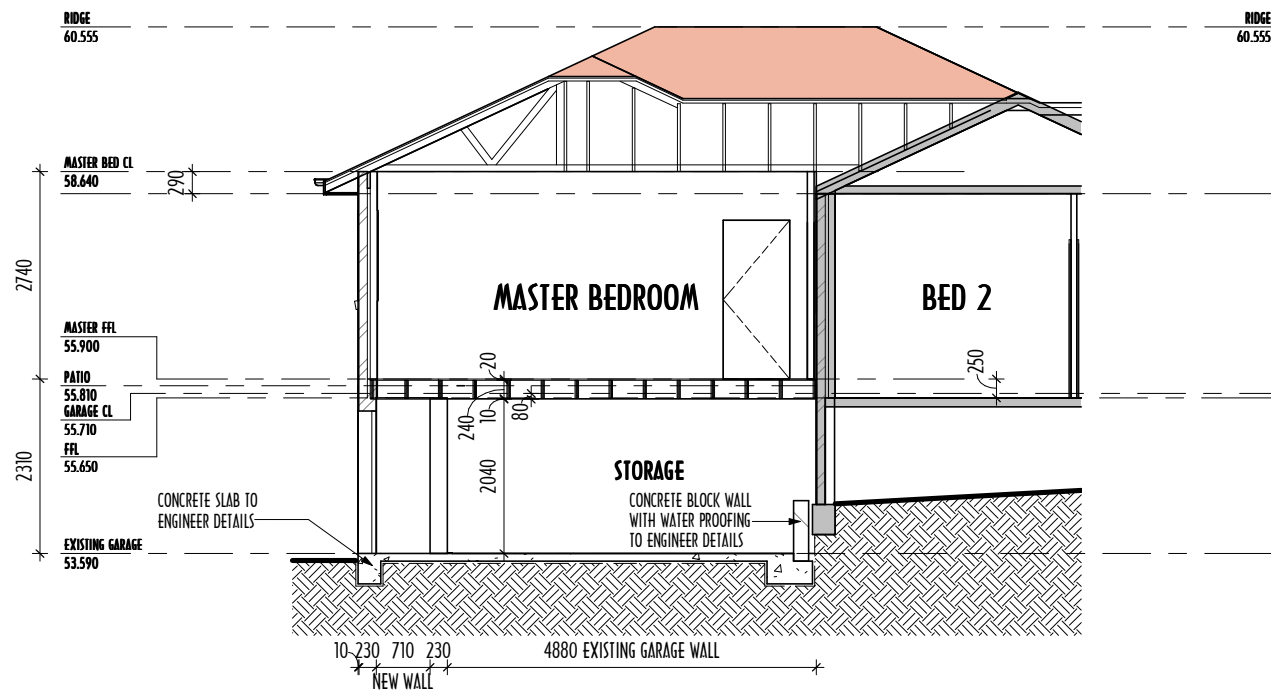 RIDGE
60.555
RIDGE
60.555
MASTER BED CL
58.640
290
2740
MASTER BEDROOM
BED 2
MASTER FFL
55.900
PATIO
55.810
GARAGE CL
55.710
FFL
55.650
20
250
240
10
80
2310
2040
STORAGE
CONCRETE SLAB TO
ENGINEER DETAILS
CONCRETE BLOCK WALL
WITH WATER PROOFING
TO ENGINEER DETAILS
EXISTING GARAGE
53.590
10 230 710 230 4880 EXISTING GARAGE WALL
NEW WALL